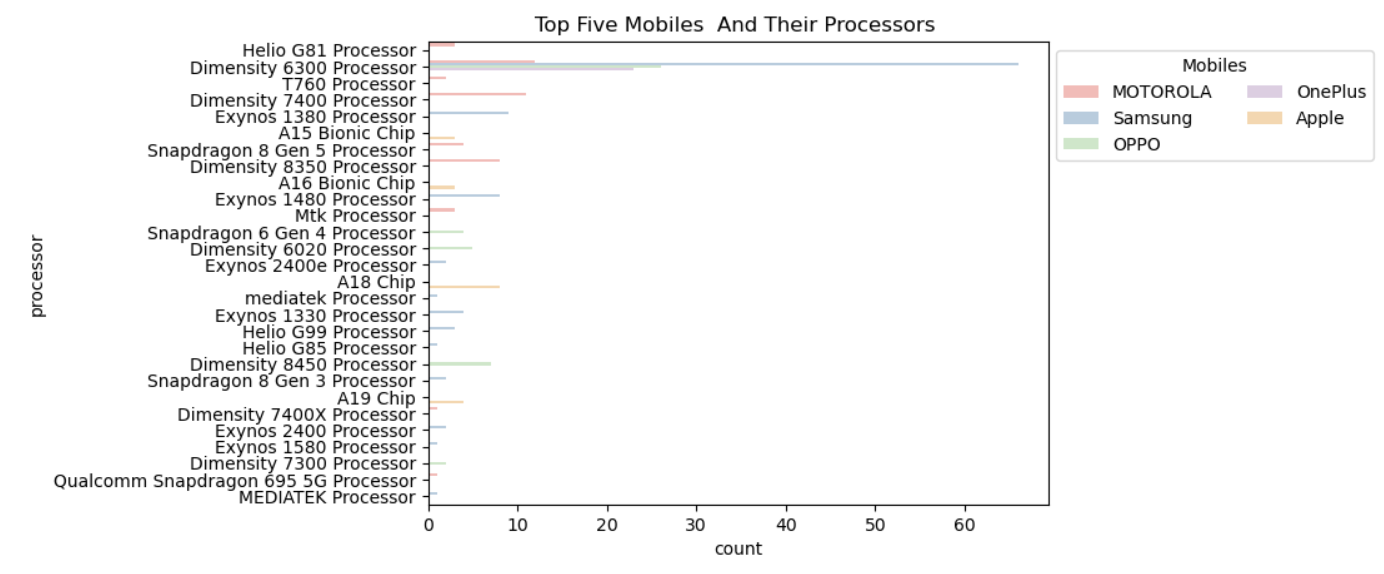 Top Five Mobiles  And Their Processors
Helio G81 Processor
Dimensity 6300 Processor
T760 Processor
Dimensity 7400 Processor
Exynos 1380 Processor
A15 Bionic Chip
Snapdragon 8 Gen 5 Processor
Dimensity 8350 Processor
A16 Bionic Chip
Exynos 1480 Processor
Mtk Processor
Snapdragon 6 Gen 4 Processor
Dimensity 6020 Processor
Exynos 2400e Processor
A18 Chip
mediatek Processor
Exynos 1330 Processor
Helio G99 Processor
Helio G85 Processor
Dimensity 8450 Processor
Snapdragon 8 Gen 3 Processor
A19 Chip
Dimensity 7400X Processor
Exynos 2400 Processor
Exynos 1580 Processor
Dimensity 7300 Processor
Qualcomm Snapdragon 695 5G Processor
MEDIATEK Processor
processor
0 10 20 30 40 50 60
count
Mobiles
MOTOROLA OnePlus
Samsung Apple
OPPO